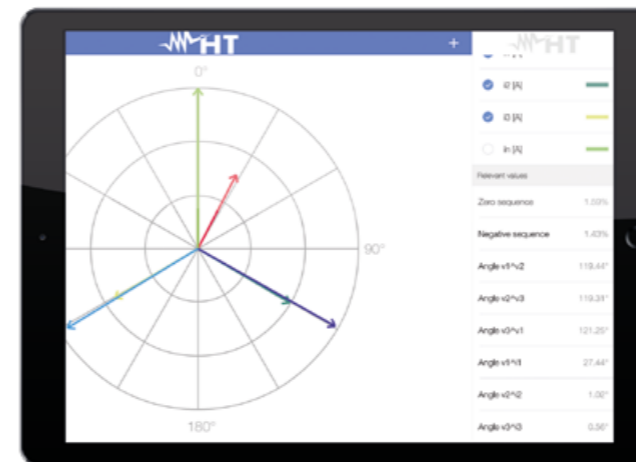 HT
+
HT
0°
90°
180°
i2 [A]
i3 [A]
in [A]
Relevant values
Zero sequence 1.59%
Negative sequence 1.43%
Angle v1^v2 119.44°
Angle v2^v3 119.31°
Angle v3^v1 121.25°
Angle v1^i1 27.44°
Angle v2^i2 1.02°
Angle v3^i3 0.56°